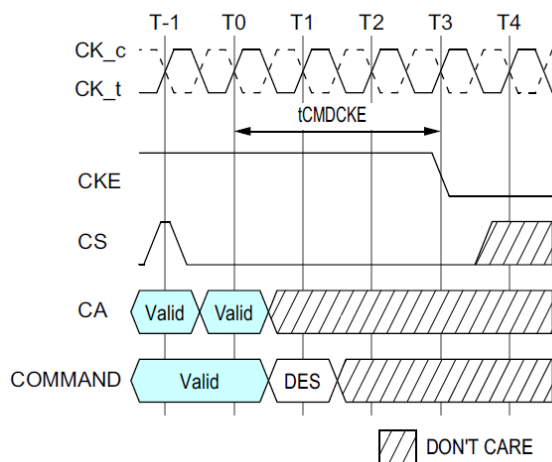 T-1 T0 T1 T2 T3 T4
CK_c
CK_t
tCMDCKE
CKE
CS
CA Valid Valid
COMMAND Valid DES
DON'T CARE